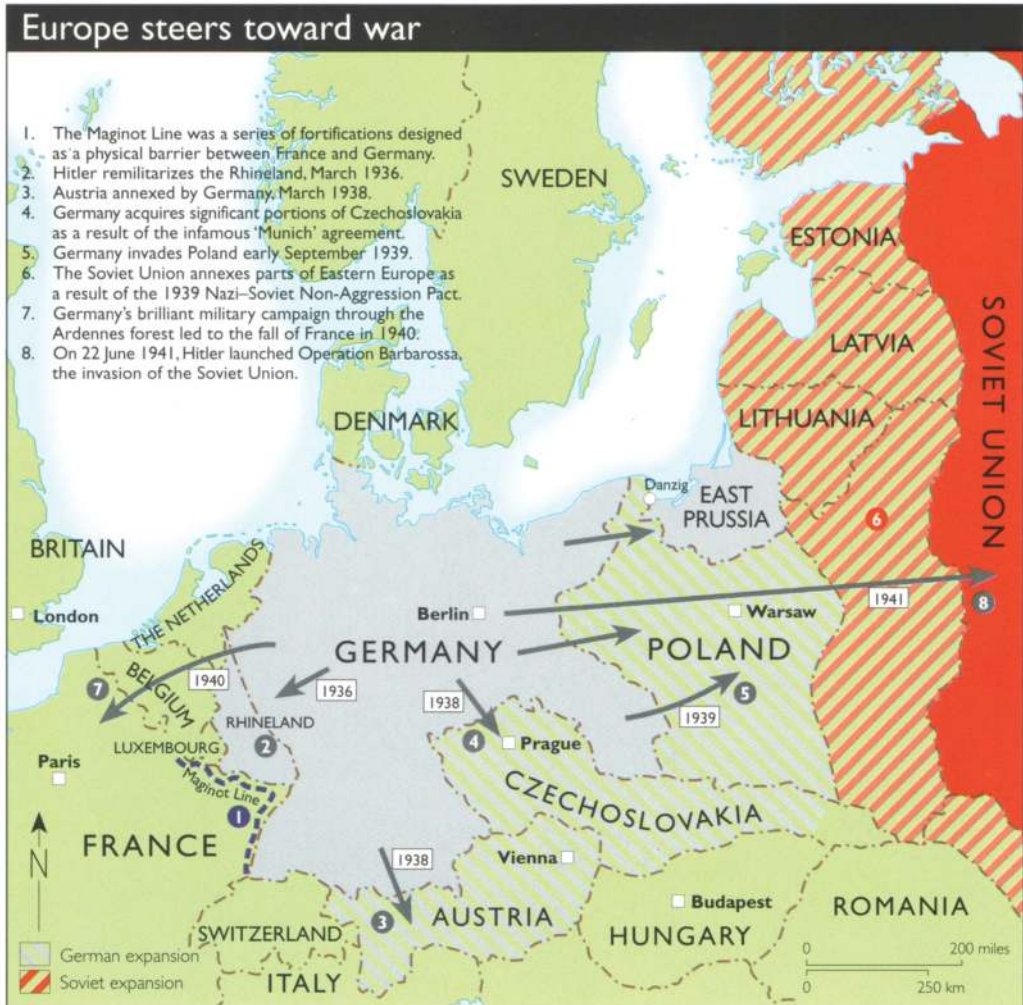 Europe steers toward war
1. The Maginot Line was a series of fortifications designed
as a physical barrier between France and Germany.
2. Hitler remilitarizes the Rhineland, March 1936.
3. Austria annexed by Germany, March 1938.
4. Germany acquires significant portions of Czechoslovakia
as a result of the infamous 'Munich' agreement.
5. Germany invades Poland early September 1939.
6. The Soviet Union annexes parts of Eastern Europe as
a result of the 1939 Nazi–Soviet Non-Aggression Pact.
7. Germany's brilliant military campaign through the
Ardennes forest led to the fall of France in 1940.
8. On 22 June 1941, Hitler launched Operation Barbarossa,
the invasion of the Soviet Union.
SWEDEN
ESTONIA
SOVIET UNION
LATVIA
DENMARK
LITHUANIA
Danzig
EAST
PRUSSIA
6
BRITAIN
THE NETHERLANDS
London
Berlin
Warsaw
1941
8
GERMANY
POLAND
BELGIUM
7
1940
1936
1938
5
1939
RHINELAND
2
LUXEMBOURG
4
Prague
Paris
Maginot Line
1
CZECHOSLOVAKIA
FRANCE
N
1938
Vienna
3
AUSTRIA
Budapest
HUNGARY
ROMANIA
SWITZERLAND
ITALY
German expansion
Soviet expansion
0 200 miles
0 250 km